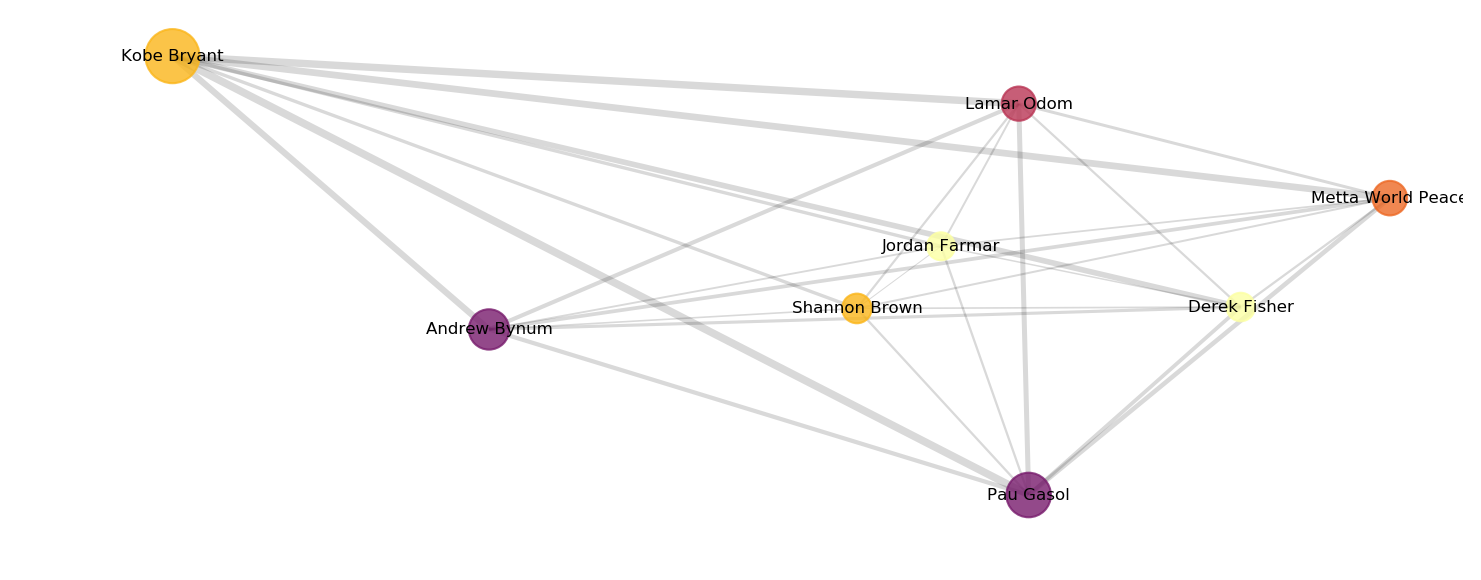 Kobe Bryant
Lamar Odom
Metta World Peace
Jordan Farmar
Shannon Brown
Derek Fisher
Andrew Bynum
Pau Gasol